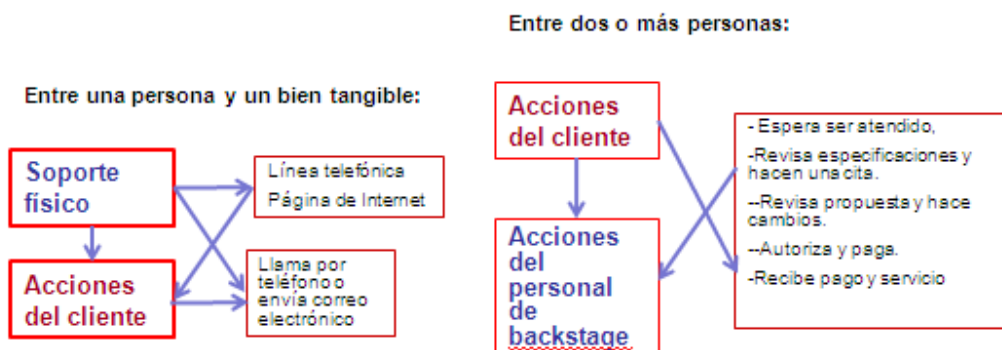 Entre una persona y un bien tangible:
Soporte
físico
Línea telefónica
Página de Internet
Acciones
del cliente
Llama por
teléfono o
envía correo
electrónico
Entre dos o más personas:
Acciones
del cliente
- Espera ser atendido,
-Revisa especificaciones y
hacen una cita.
--Revisa propuesta y hace
cambios.
--Autoriza y paga.
-Recibe pago y servicio
Acciones
del
personal
de
backstage